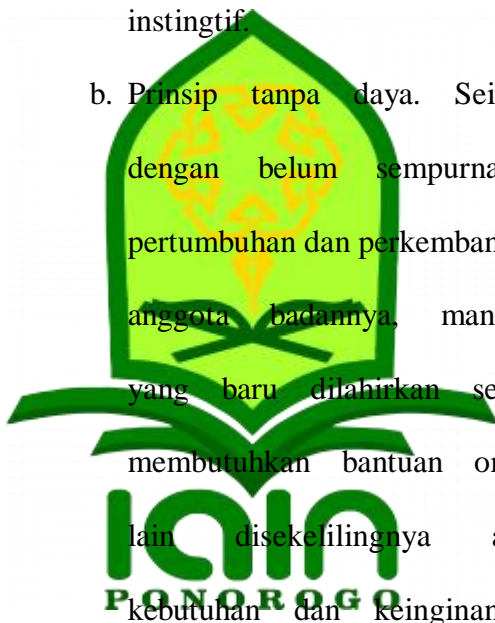 instingtif.
b. Prinsip tanpa daya. Sei
dengan belum sempurna
pertumbuhan dan perkemban
anggota badannya, man
yang baru dilahirkan se
membutuhkan bantuan or
lain disekelilingnya a
kebutuhan dan keinginan
iain
PONOROGO